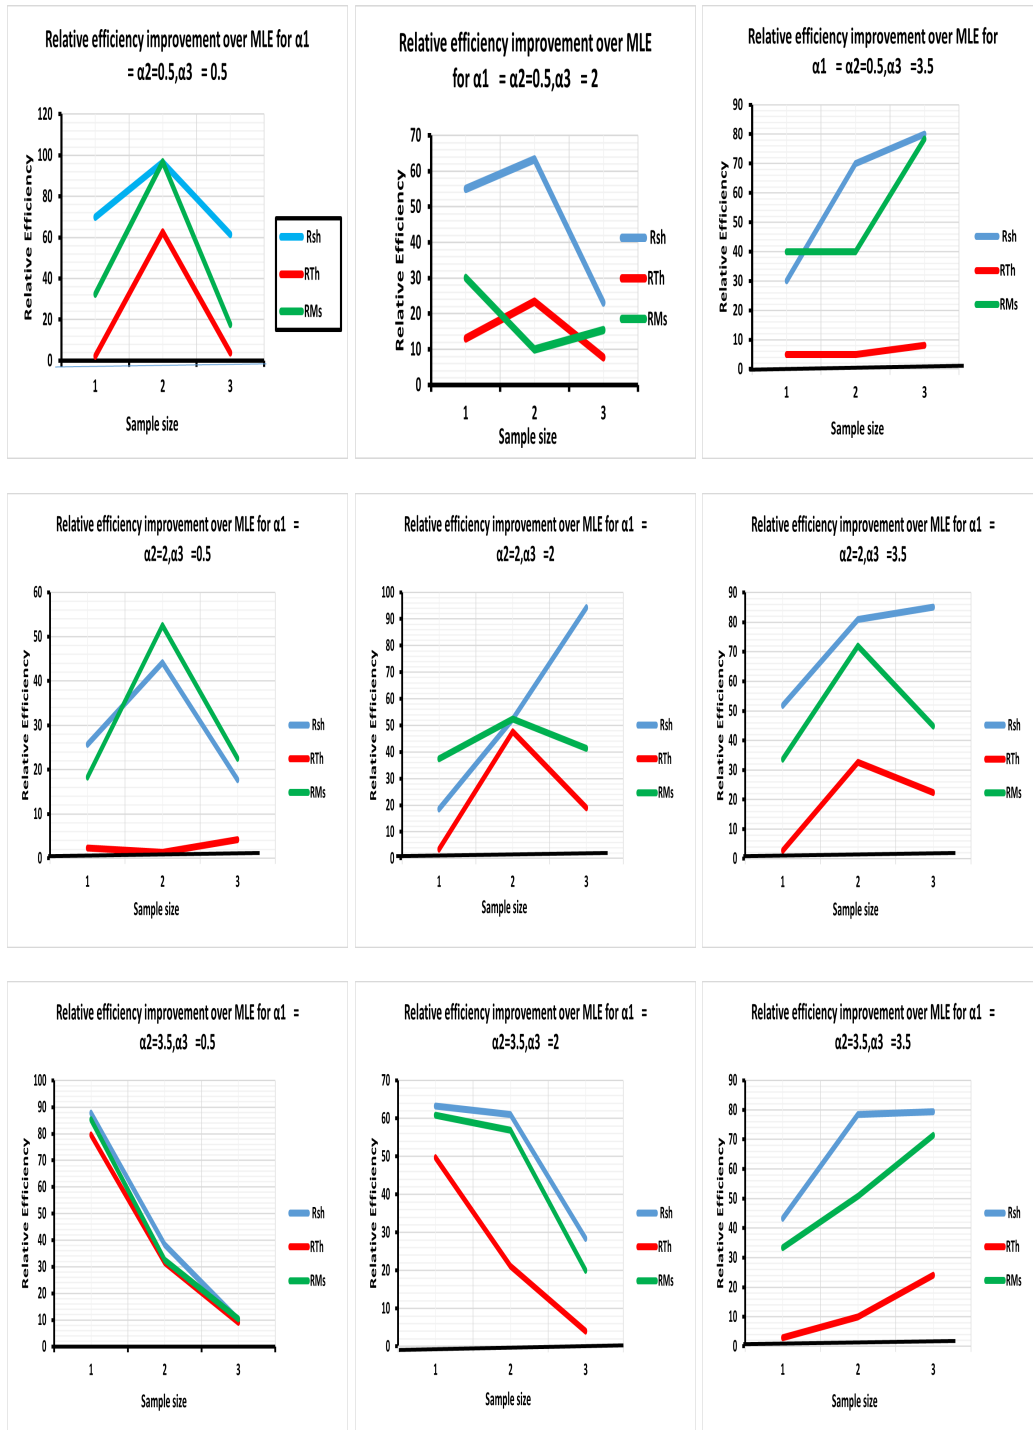 Relative efficiency improvement over MLE for α1
= α2=0.5,α3 = 0.5
120
100
80
60
40
20
0
Relative Efficiency
1 2 3
Sample size
Rsh
RTh
RMs
Relative efficiency improvement over MLE
for α1 = α2=0.5,α3 = 2
70
60
50
40
30
20
10
0
Relative Efficiency
1 2 3
Sample size
Rsh
RTh
RMs
Relative efficiency improvement over MLE for
α1 = α2=0.5,α3 =3.5
90
80
70
60
50
40
30
20
10
0
Relative Efficiency
1 2 3
Sample size
Rsh
RTh
RMs
Relative efficiency improvement over MLE for α1 =
α2=2,α3 =0.5
60
50
40
30
20
10
0
Relative Efficiency
1 2 3
Sample size
Rsh
RTh
RMs
Relative efficiency improvement over MLE for α1 =
α2=2,α3 =2
100
90
80
70
60
50
40
30
20
10
0
Relative Efficiency
1 2 3
Sample size
Rsh
RTh
RMs
Relative efficiency improvement over MLE for α1 =
α2=2,α3 =3.5
90
80
70
60
50
40
30
20
10
0
Relative Efficiency
1 2 3
Sample size
Rsh
RTh
RMs
Relative efficiency improvement over MLE for α1 =
α2=3.5,α3 =0.5
100
90
80
70
60
50
40
30
20
10
0
Relative Efficiency
1 2 3
Sample size
Rsh
RTh
RMs
Relative efficiency improvement over MLE for α1 =
α2=3.5,α3 =2
70
60
50
40
30
20
10
0
Relative Efficiency
1 2 3
Sample size
Rsh
RTh
RMs
Relative efficiency improvement over MLE for α1 =
α2=3.5,α3 =3.5
90
80
70
60
50
40
30
20
10
0
Relative Efficiency
1 2 3
Sample size
Rsh
RTh
RMs